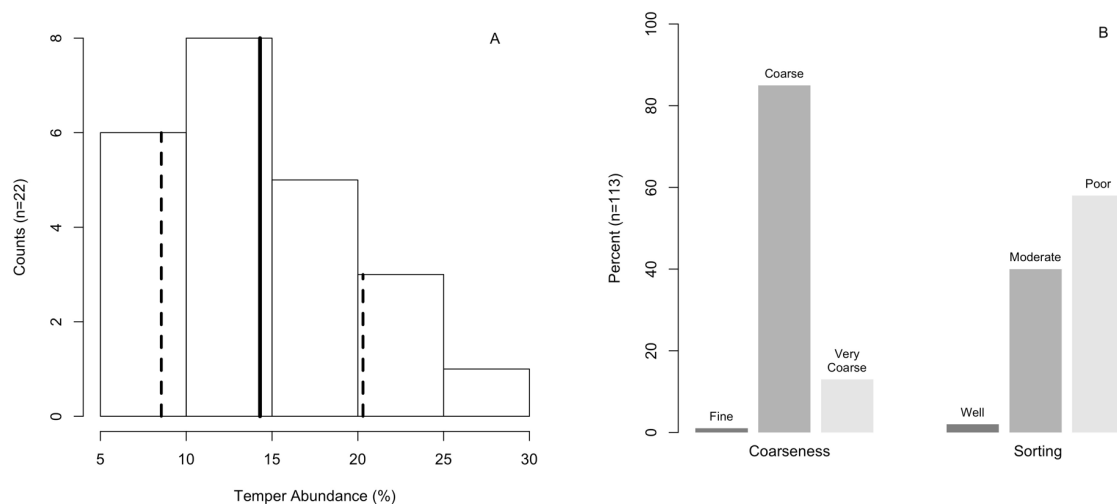 A
Counts (n=22)
8
6
4
2
0
5 10 15 20 25 30
Temper Abundance (%)
B
Percent (n=113)
100
80
60
40
20
0
Fine
Coarse
Very
Coarse
Well
Moderate
Poor
Coarseness
Sorting